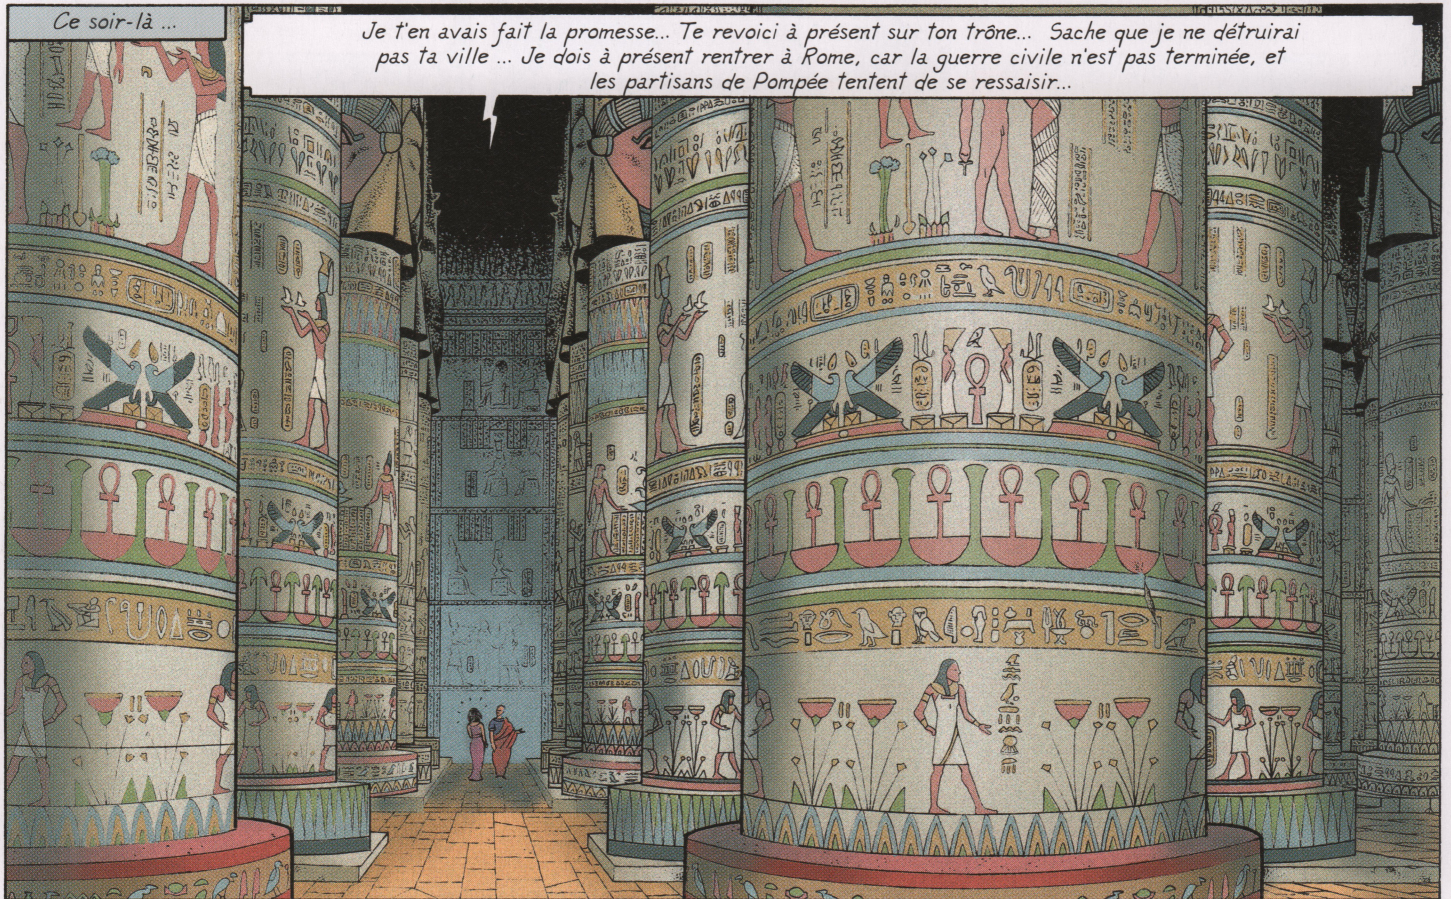 Ce soir-là ...
Je t'en avais fait la promesse... Te revoici à présent sur ton trône... Sache que je ne détruirai
pas ta ville ... Je dois à présent rentrer à Rome, car la guerre civile n'est pas terminée, et
les partisans de Pompée tentent de se ressaisir...